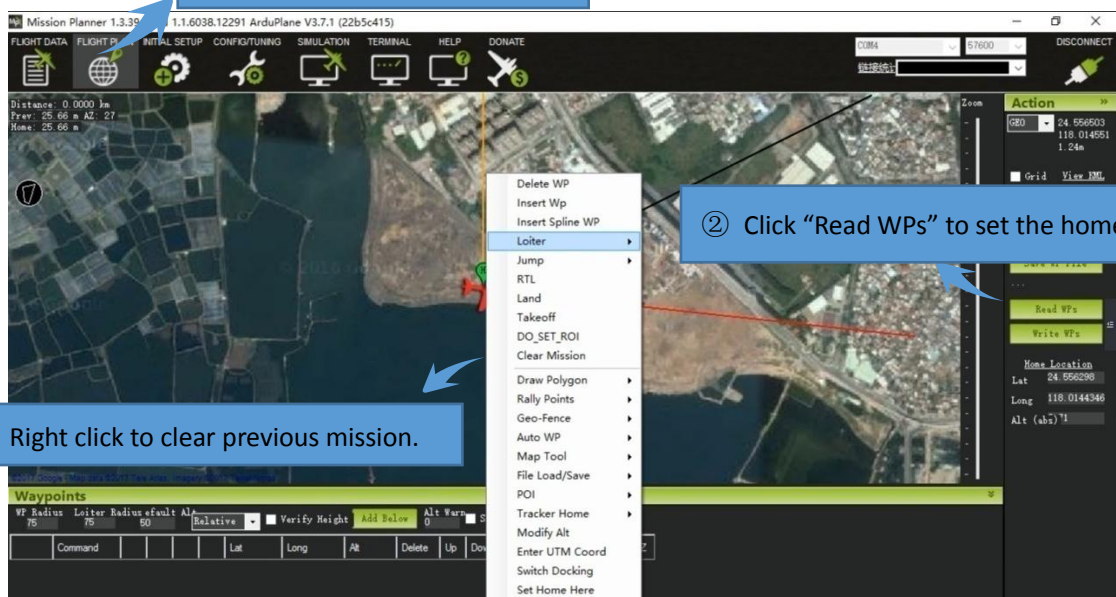 Mission Planner 1.3.39 1.1.6038.12291 ArduPlane V3.7.1 (22b5c415)
FLIGHT DATA FLIGHT PLAN INITIAL SETUP CONFIG/TUNING SIMULATION TERMINAL HELP DONATE
COM4 57600 DISCONNECT
链接统计
Distance: 0.0000 km
Prev: 25.66 m AZ: 27
Home: 25.66 m
Zoom
Action »
GEO 24.556503
118.014551
1.24m
Grid View KML
② Click “Read WPs” to set the home
Save WP File
...
Read WPs
Write WPs
Home Location
Lat 24.556298
Long 118.0144346
Alt (abs)
Delete WP
Insert Wp
Insert Spline WP
Loiter
Jump
RTL
Land
Takeoff
DO_SET_ROI
Clear Mission
Draw Polygon
Rally Points
Geo-Fence
Auto WP
Map Tool
File Load/Save
POI
Tracker Home
Modify Alt
Enter UTM Coord
Switch Docking
Set Home Here
Right click to clear previous mission.
Waypoints
WP Radius Loiter Radius efault Alt
75 75 50 Relative Verify Height Add Below Alt Warn 0 S
Command Lat Long Alt Delete Up Dow Z